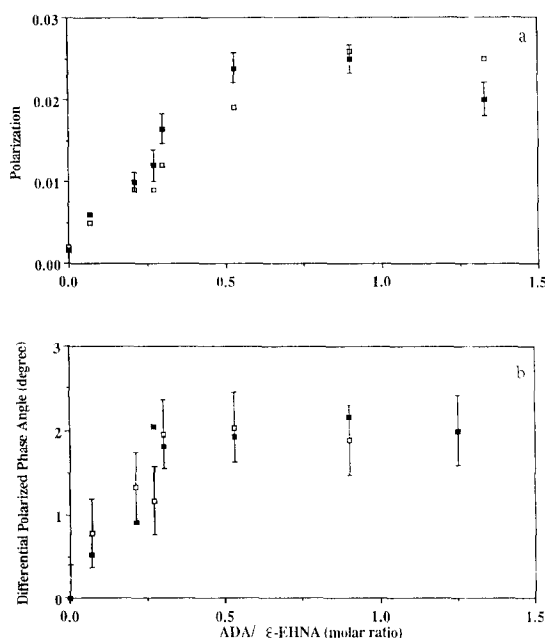 0.03
a
0.02
Polarization
0.01
0.00
0.0 0.5 1.0 1.5
3
b
2
Differential Polarized Phase Angle (degree)
1
0
0.0 0.5 1.0 1.5
ADA/ ε-EHNA (molar ratio)